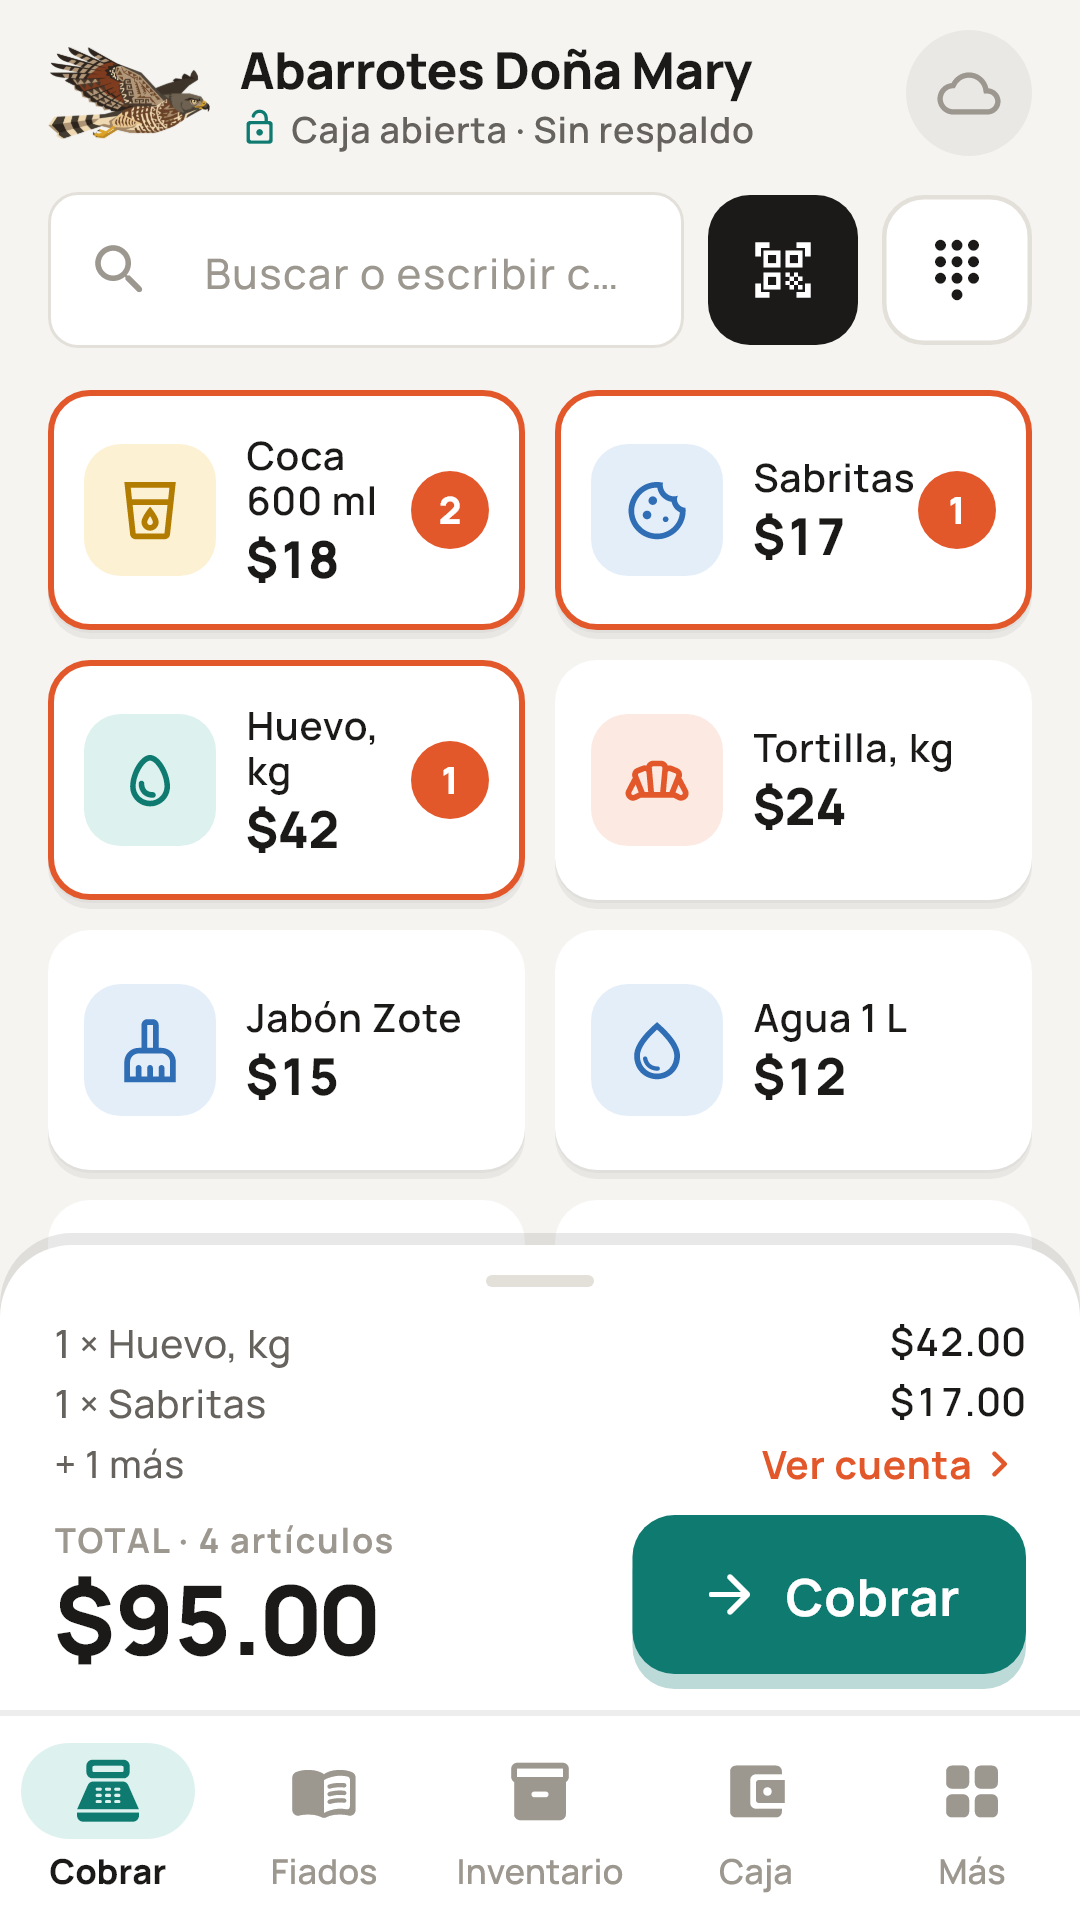 Abarrotes Doña Mary
Caja abierta · Sin respaldo
Buscar o escribir c...
Coca
600 ml
$18
2
Sabritas
$17
1
Huevo,
kg
$42
1
Tortilla, kg
$24
Jabón Zote
$15
Agua 1 L
$12
1 × Huevo, kg $42.00
1 × Sabritas $17.00
+ 1 más Ver cuenta
TOTAL · 4 artículos
$95.00
Cobrar
Cobrar Fiados Inventario Caja Más